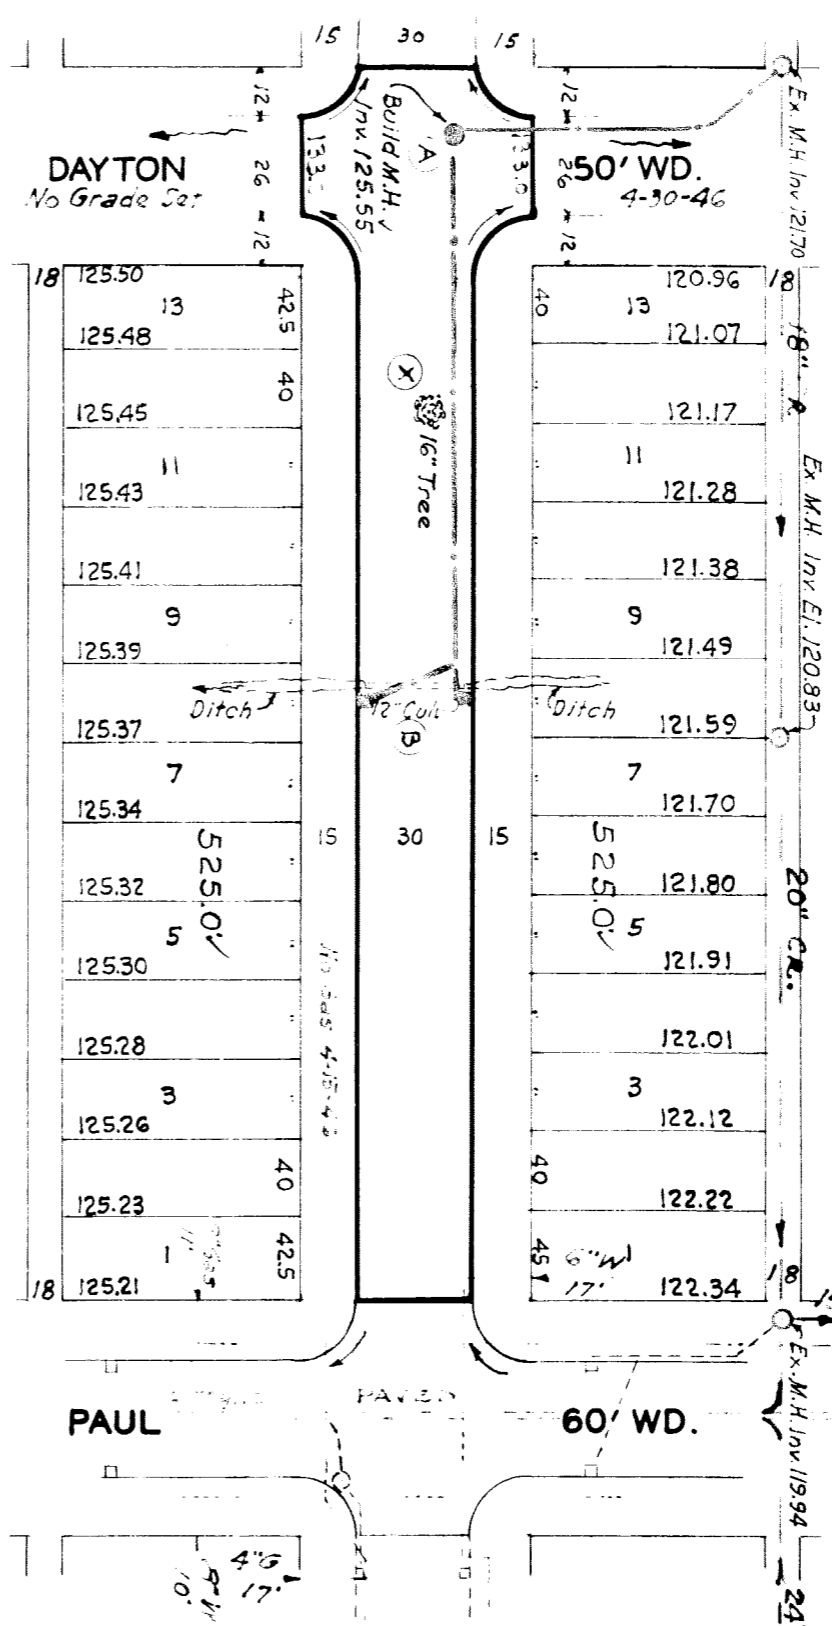 15 30 15
12
26
12
Build M.H. ✓
Inv. 125.55
A
133.0
12
26
12
Ex. M.H. Inv 121.70
DAYTON
No Grade Set
50' WD.
4-30-46
18
125.50
13
125.48
125.45
11
125.43
125.41
9
125.39
125.37
7
125.34
125.32
5
125.30
125.28
3
125.26
125.23
1
125.21
18
42.5
40
525.0 ✓
40
42.5
X
16" Tree
Ditch
12" Culv
Ditch
B
15 30 15
No Gas
40
120.96
13
121.07
121.17
11
121.28
121.38
9
121.49
121.59
7
121.70
121.80
5
121.91
122.01
3
122.12
122.22
122.34
525.0 ✓
40
45
6" W
17'
18
18"
Ex M.H. Inv. El. 120.83
20" CR.
18
Ex. M.H. Inv 119.94
PAVED
PAUL
60' WD.
4" G
17'
10'
24